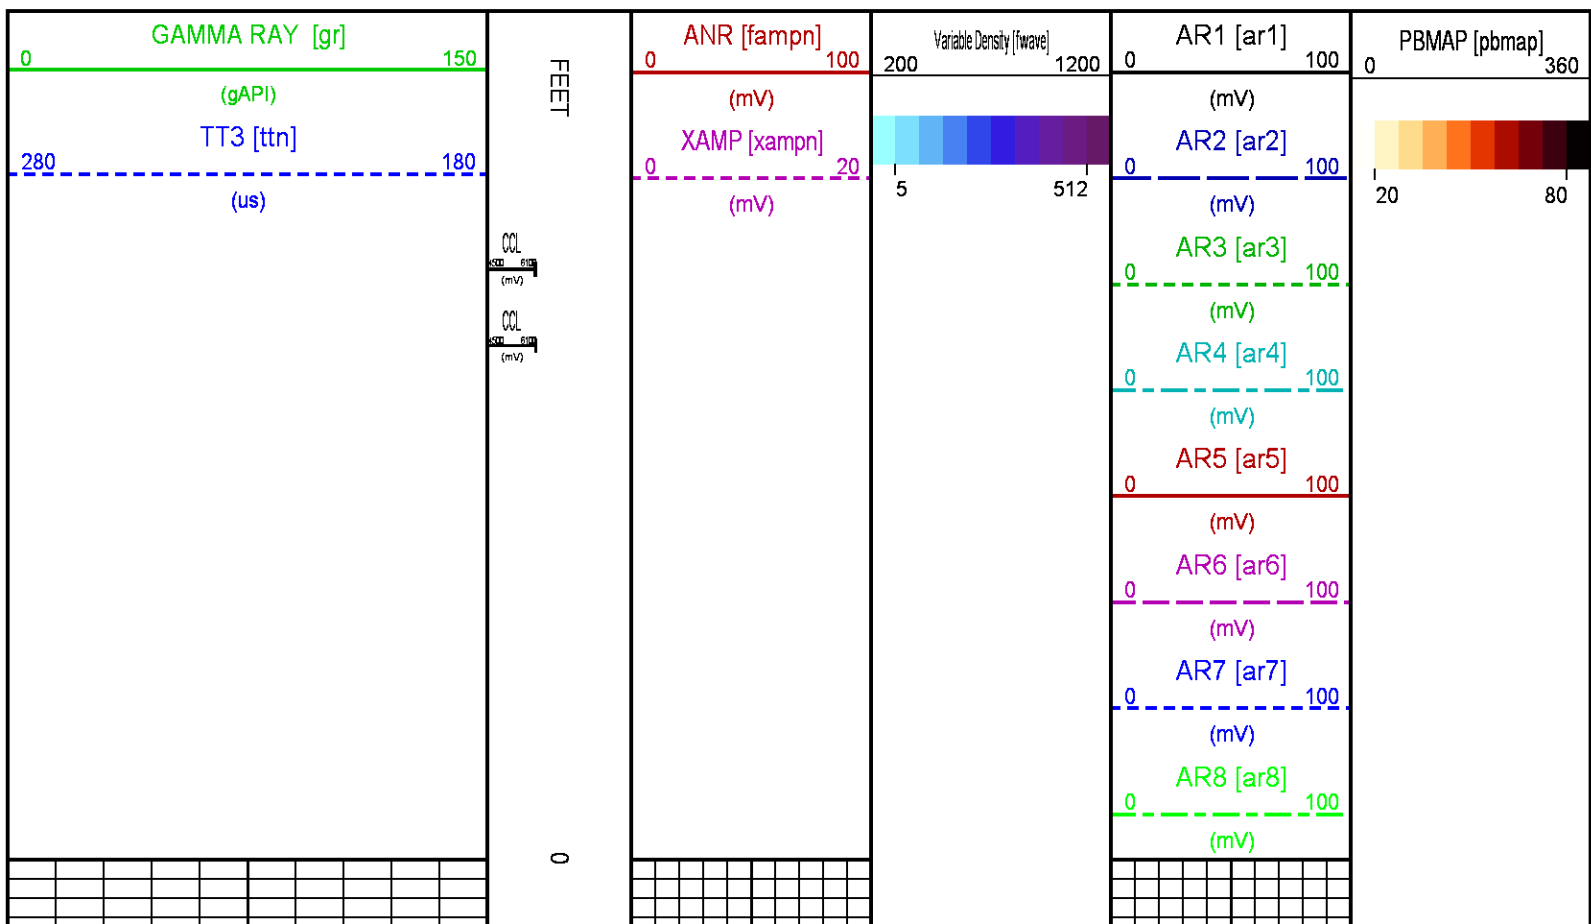 GAMMA RAY [gr]
0 150
(gAPI)
TT3 [ttn]
280 180
(us)
CCL
(mV)
CCL
(mV)
FEET
0
ANR [fampn]
0 100
(mV)
XAMP [xampn]
0 20
(mV)
Variable Density [fwave]
200 1200
5 512
AR1 [ar1]
0 100
(mV)
AR2 [ar2]
0 100
(mV)
AR3 [ar3]
0 100
(mV)
AR4 [ar4]
0 100
(mV)
AR5 [ar5]
0 100
(mV)
AR6 [ar6]
0 100
(mV)
AR7 [ar7]
0 100
(mV)
AR8 [ar8]
0 100
(mV)
PBMAP [pbmap]
0 360
20 80